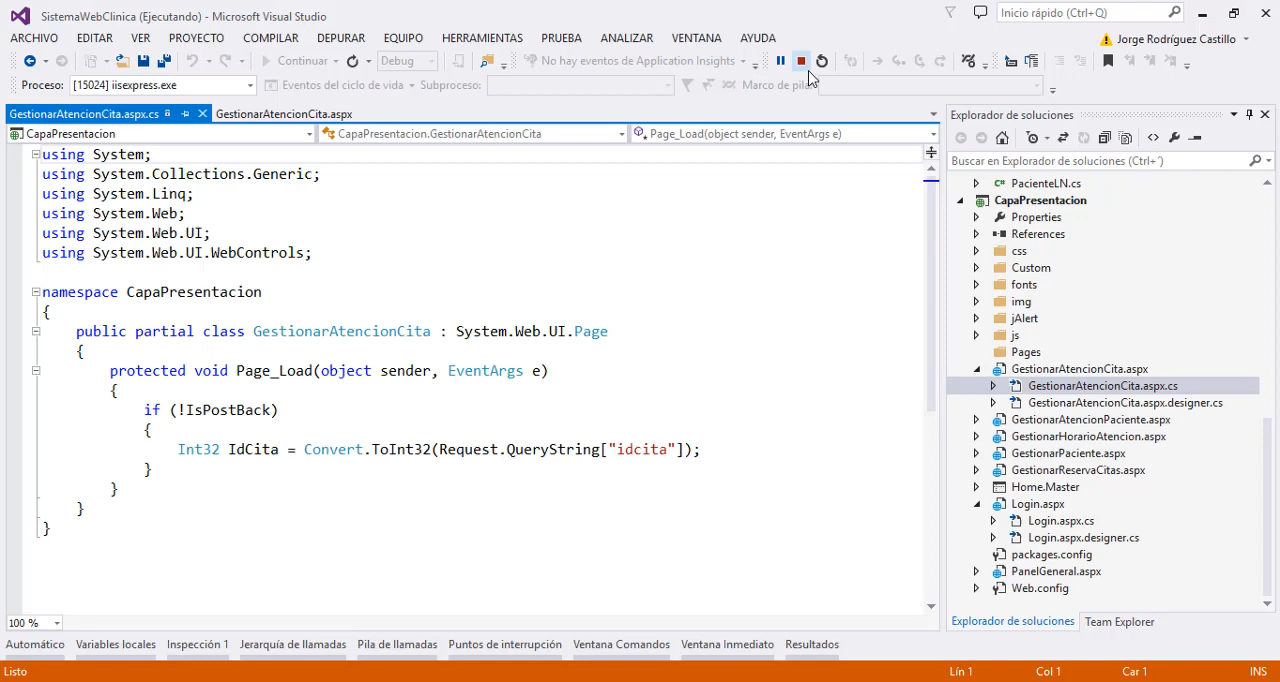 SistemaWebClinica (Ejecutando) - Microsoft Visual Studio
Inicio rápido (Ctrl+Q)
ARCHIVO EDITAR VER PROYECTO COMPILAR DEPURAR EQUIPO HERRAMIENTAS PRUEBA ANALIZAR VENTANA AYUDA
Jorge Rodríguez Castillo
Continuar Debug No hay eventos de Application Insights
Proceso: [15024] iisexpress.exe Eventos del ciclo de vida Subproceso: Marco de pila
GestionarAtencionCita.aspx.cs GestionarAtencionCita.aspx
CapaPresentacion CapaPresentacion.GestionarAtencionCita Page_Load(object sender, EventArgs e)
using System;
using System.Collections.Generic;
using System.Linq;
using System.Web;
using System.Web.UI;
using System.Web.UI.WebControls;
namespace CapaPresentacion
{
public partial class GestionarAtencionCita : System.Web.UI.Page
{
protected void Page_Load(object sender, EventArgs e)
{
if (!IsPostBack)
{
Int32 IdCita = Convert.ToInt32(Request.QueryString["idcita"]);
}
}
}
}
100 %
Explorador de soluciones
Buscar en Explorador de soluciones (Ctrl+´)
C# PacienteLN.cs
CapaPresentacion
Properties
References
css
Custom
fonts
img
jAlert
js
Pages
GestionarAtencionCita.aspx
GestionarAtencionCita.aspx.cs
GestionarAtencionCita.aspx.designer.cs
GestionarAtencionPaciente.aspx
GestionarHorarioAtencion.aspx
GestionarPaciente.aspx
GestionarReservaCitas.aspx
Home.Master
Login.aspx
Login.aspx.cs
Login.aspx.designer.cs
packages.config
PanelGeneral.aspx
Web.config
Explorador de soluciones Team Explorer
Automático Variables locales Inspección 1 Jerarquía de llamadas Pila de llamadas Puntos de interrupción Ventana Comandos Ventana Inmediato Resultados
Listo Lín 1 Col 1 Car 1 INS